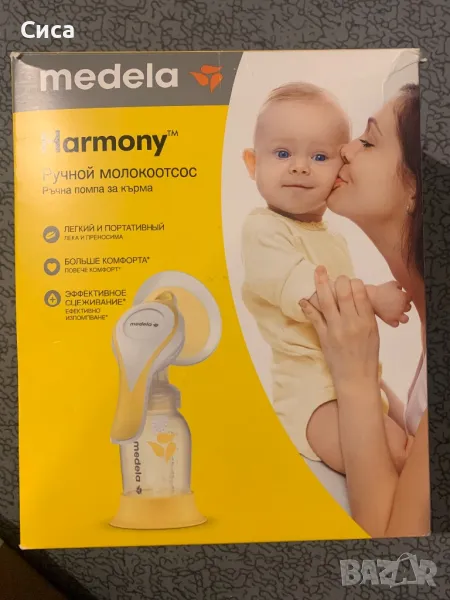 Сиса
medela
Harmony™
Ручной молокоотсос
Ръчна помпа за кърма
ЛЕГКИЙ И ПОРТАТИВНЫЙ
ЛЕКА И ПРЕНОСИМА
БОЛЬШЕ КОМФОРТА*
ПОВЕЧЕ КОМФОРТ*
ЭФФЕКТИВНОЕ
СЦЕЖИВАНИЕ*
ЕФЕКТИВНО
ИЗПОМПВАНЕ*
medela
medela
BAZAR
bg